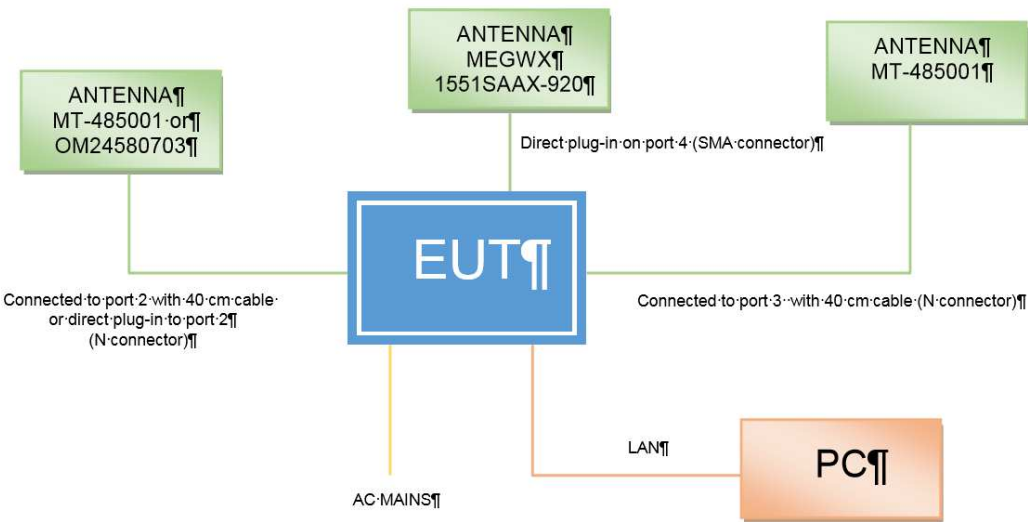 ANTENNA¶
MT-485001·or¶
OM24580703¶
ANTENNA¶
MEGWX¶
1551SAAX-920¶
ANTENNA¶
MT-485001¶
Direct·plug-in·on·port·4·(SMA·connector)¶
EUT¶
Connected·to·port·2·with·40·cm·cable·
or·direct·plug-in·to·port·2¶
(N·connector)¶
Connected·to·port·3··with·40·cm·cable·(N·connector)¶
LAN¶
PC¶
AC·MAINS¶